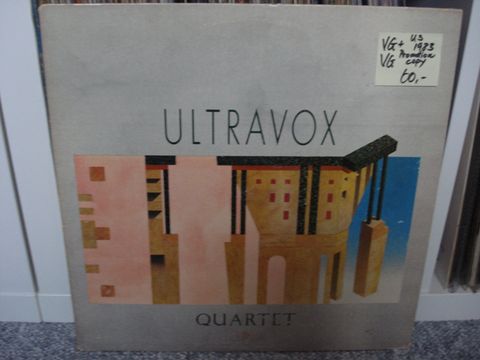 VG+ US 1983
VG Promotion copy
60,-
ULTRAVOX
QUARTET